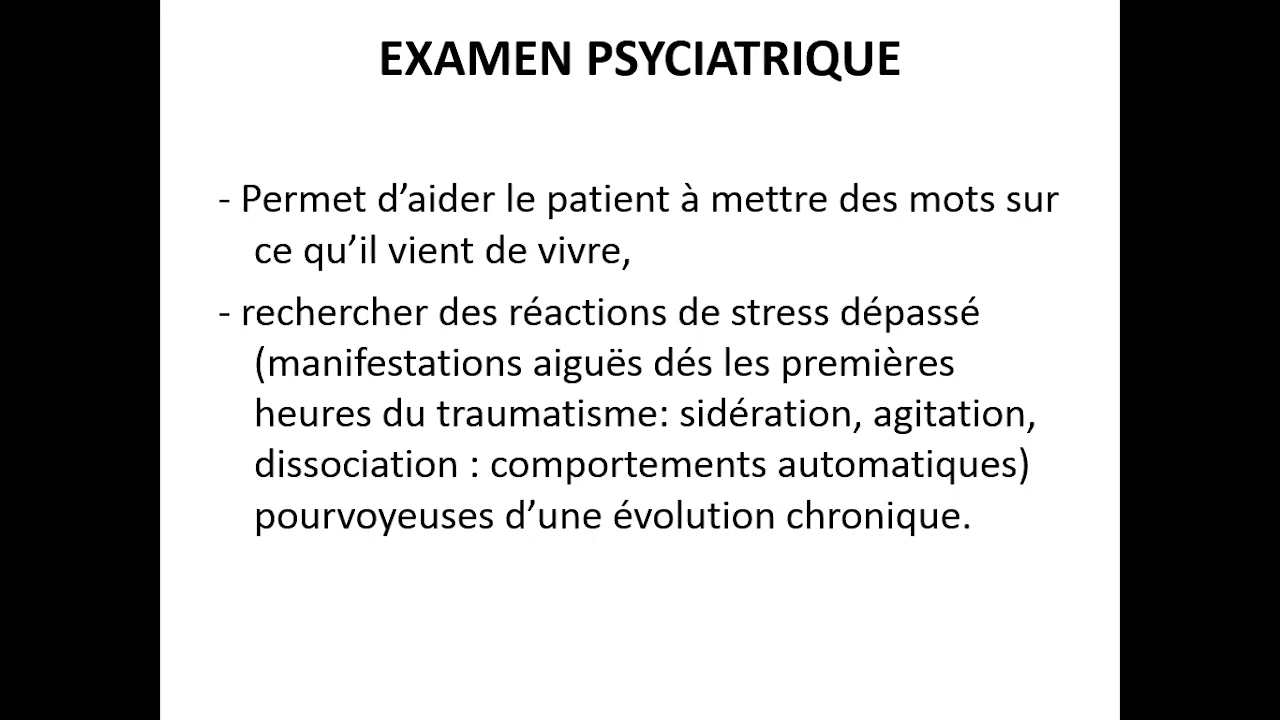 EXAMEN PSYCIATRIQUE
- Permet d’aider le patient à mettre des mots sur
ce qu’il vient de vivre,
- rechercher des réactions de stress dépassé
(manifestations aiguës dés les premières
heures du traumatisme: sidération, agitation,
dissociation : comportements automatiques)
pourvoyeuses d’une évolution chronique.